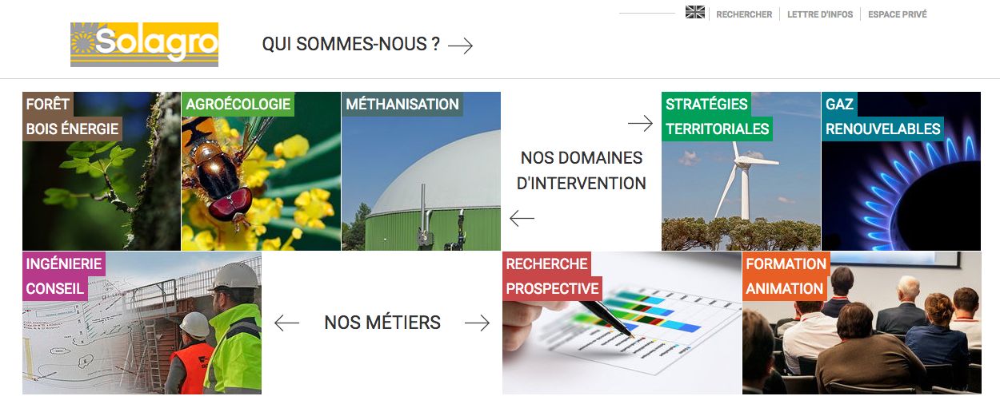 RECHERCHER
LETTRE D'INFOS
ESPACE PRIVÉ
Solagro
QUI SOMMES-NOUS ?
FORÊT
BOIS ÉNERGIE
AGROÉCOLOGIE
MÉTHANISATION
NOS DOMAINES
D'INTERVENTION
STRATÉGIES
TERRITORIALES
GAZ
RENOUVELABLES
INGÉNIERIE
CONSEIL
NOS MÉTIERS
RECHERCHE
PROSPECTIVE
FORMATION
ANIMATION